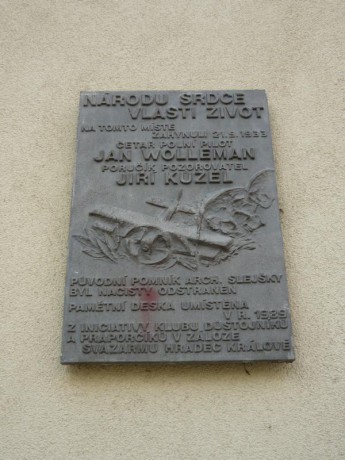 NÁRODU SRDCE
VLASTI ŽIVOT
NA TOMTO MÍSTĚ
ZAHYNULI 21.9.1933
ČETAŘ POLNÍ PILOT
JAN WOLLEMAN
PORUČÍK POZOROVATEL
JIŘÍ KUZEL
PŮVODNÍ POMNÍK ARCH. SLEJŠKY
BYL NACISTY ODSTRANĚN
PAMĚTNÍ DESKA UMÍSTĚNA
V R. 1989
Z INICIATIVY KLUBU DŮSTOJNÍKŮ
A PRAPORČÍKŮ V ZÁLOZE
SVAZARMU HRADEC KRÁLOVÉ